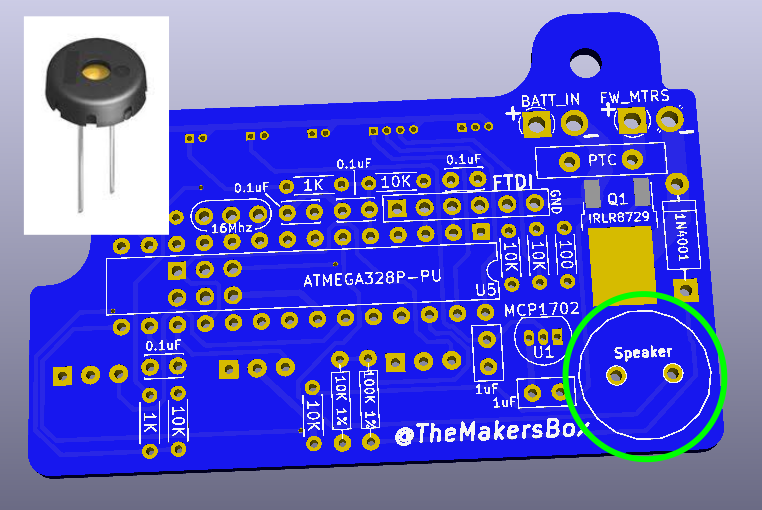 BATT_IN
FW_MTRS
+
-
+
-
PTC
0.1uF
0.1uF
1K
10K
FTDI
0.1uF
GND
Q1
IRLR8729
1N4001
16Mhz
10K
10K
100
ATMEGA328P-PU
U5
MCP1702
U1
0.1uF
1uF
1uF
Speaker
1K
10K
10K
10K 1%
00K 1%
@TheMakersBox